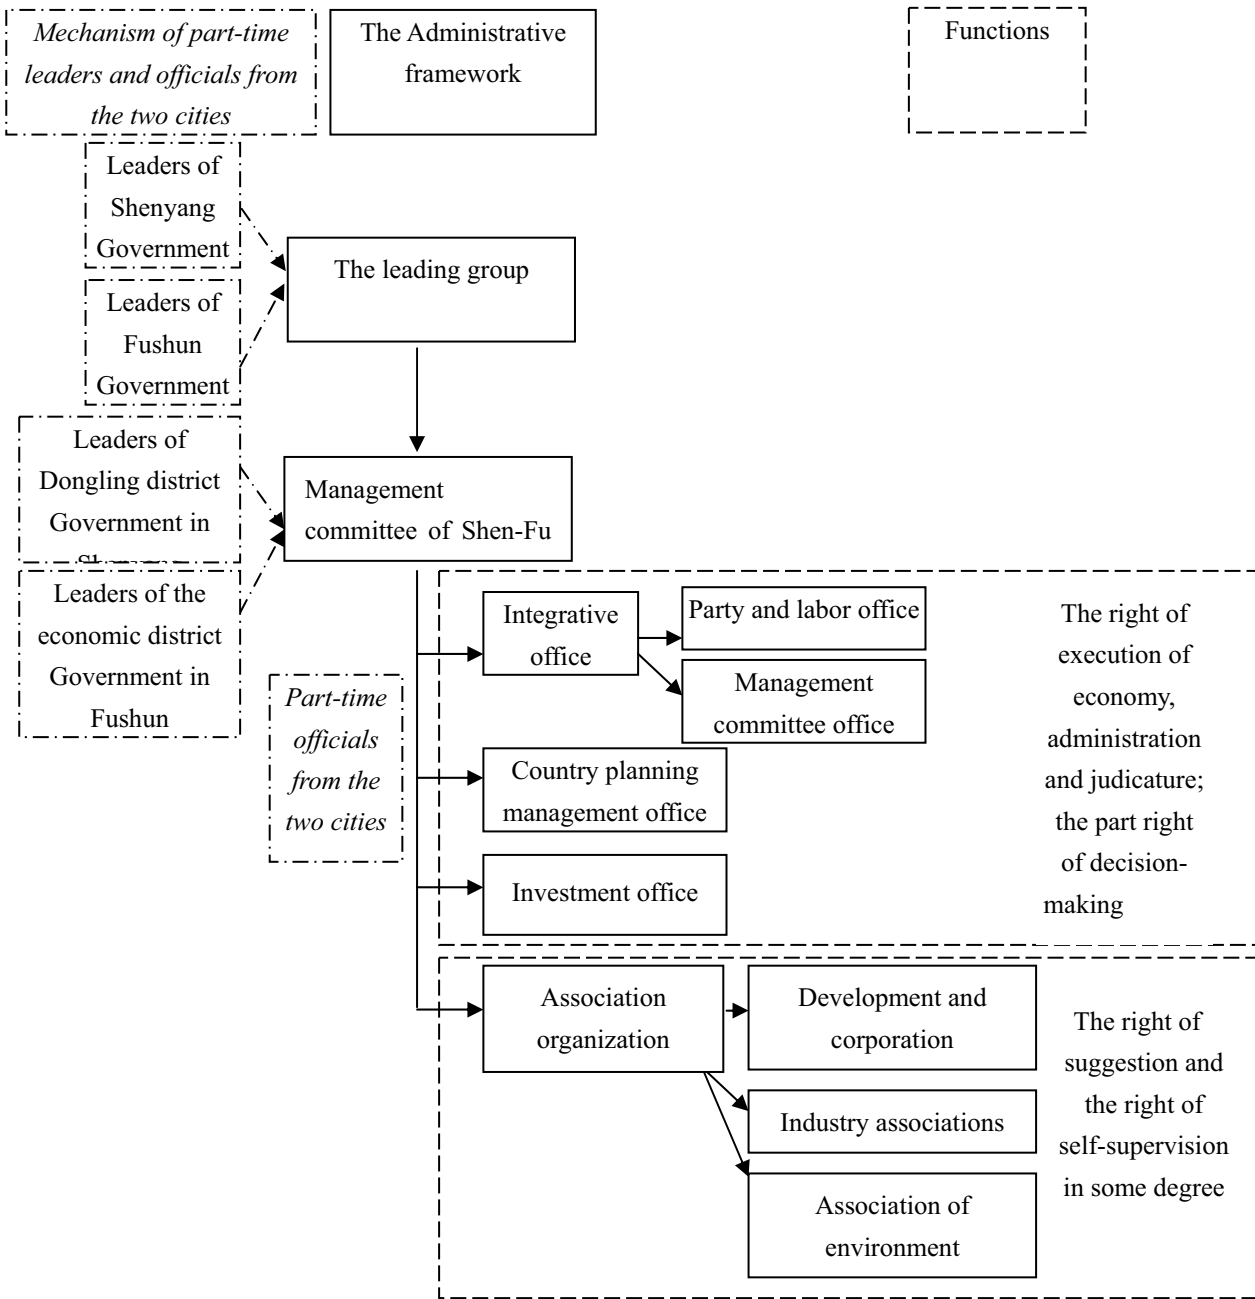 Mechanism of part-time
leaders and officials from
the two cities
The Administrative
framework
Functions
Leaders of
Shenyang
Government
The leading group
Leaders of
Fushun
Government
Leaders of
Dongling district
Government in
Management
committee of Shen-Fu
Leaders of the
economic district
Government in
Fushun
Part-time
officials
from the
two cities
Integrative
office
Party and labor office
Management
committee office
Country planning
management office
Investment office
The right of
execution of
economy,
administration
and judicature;
the part right
of decision-
making
Association
organization
Development and
corporation
Industry associations
Association of
environment
The right of
suggestion and
the right of
self-supervision
in some degree